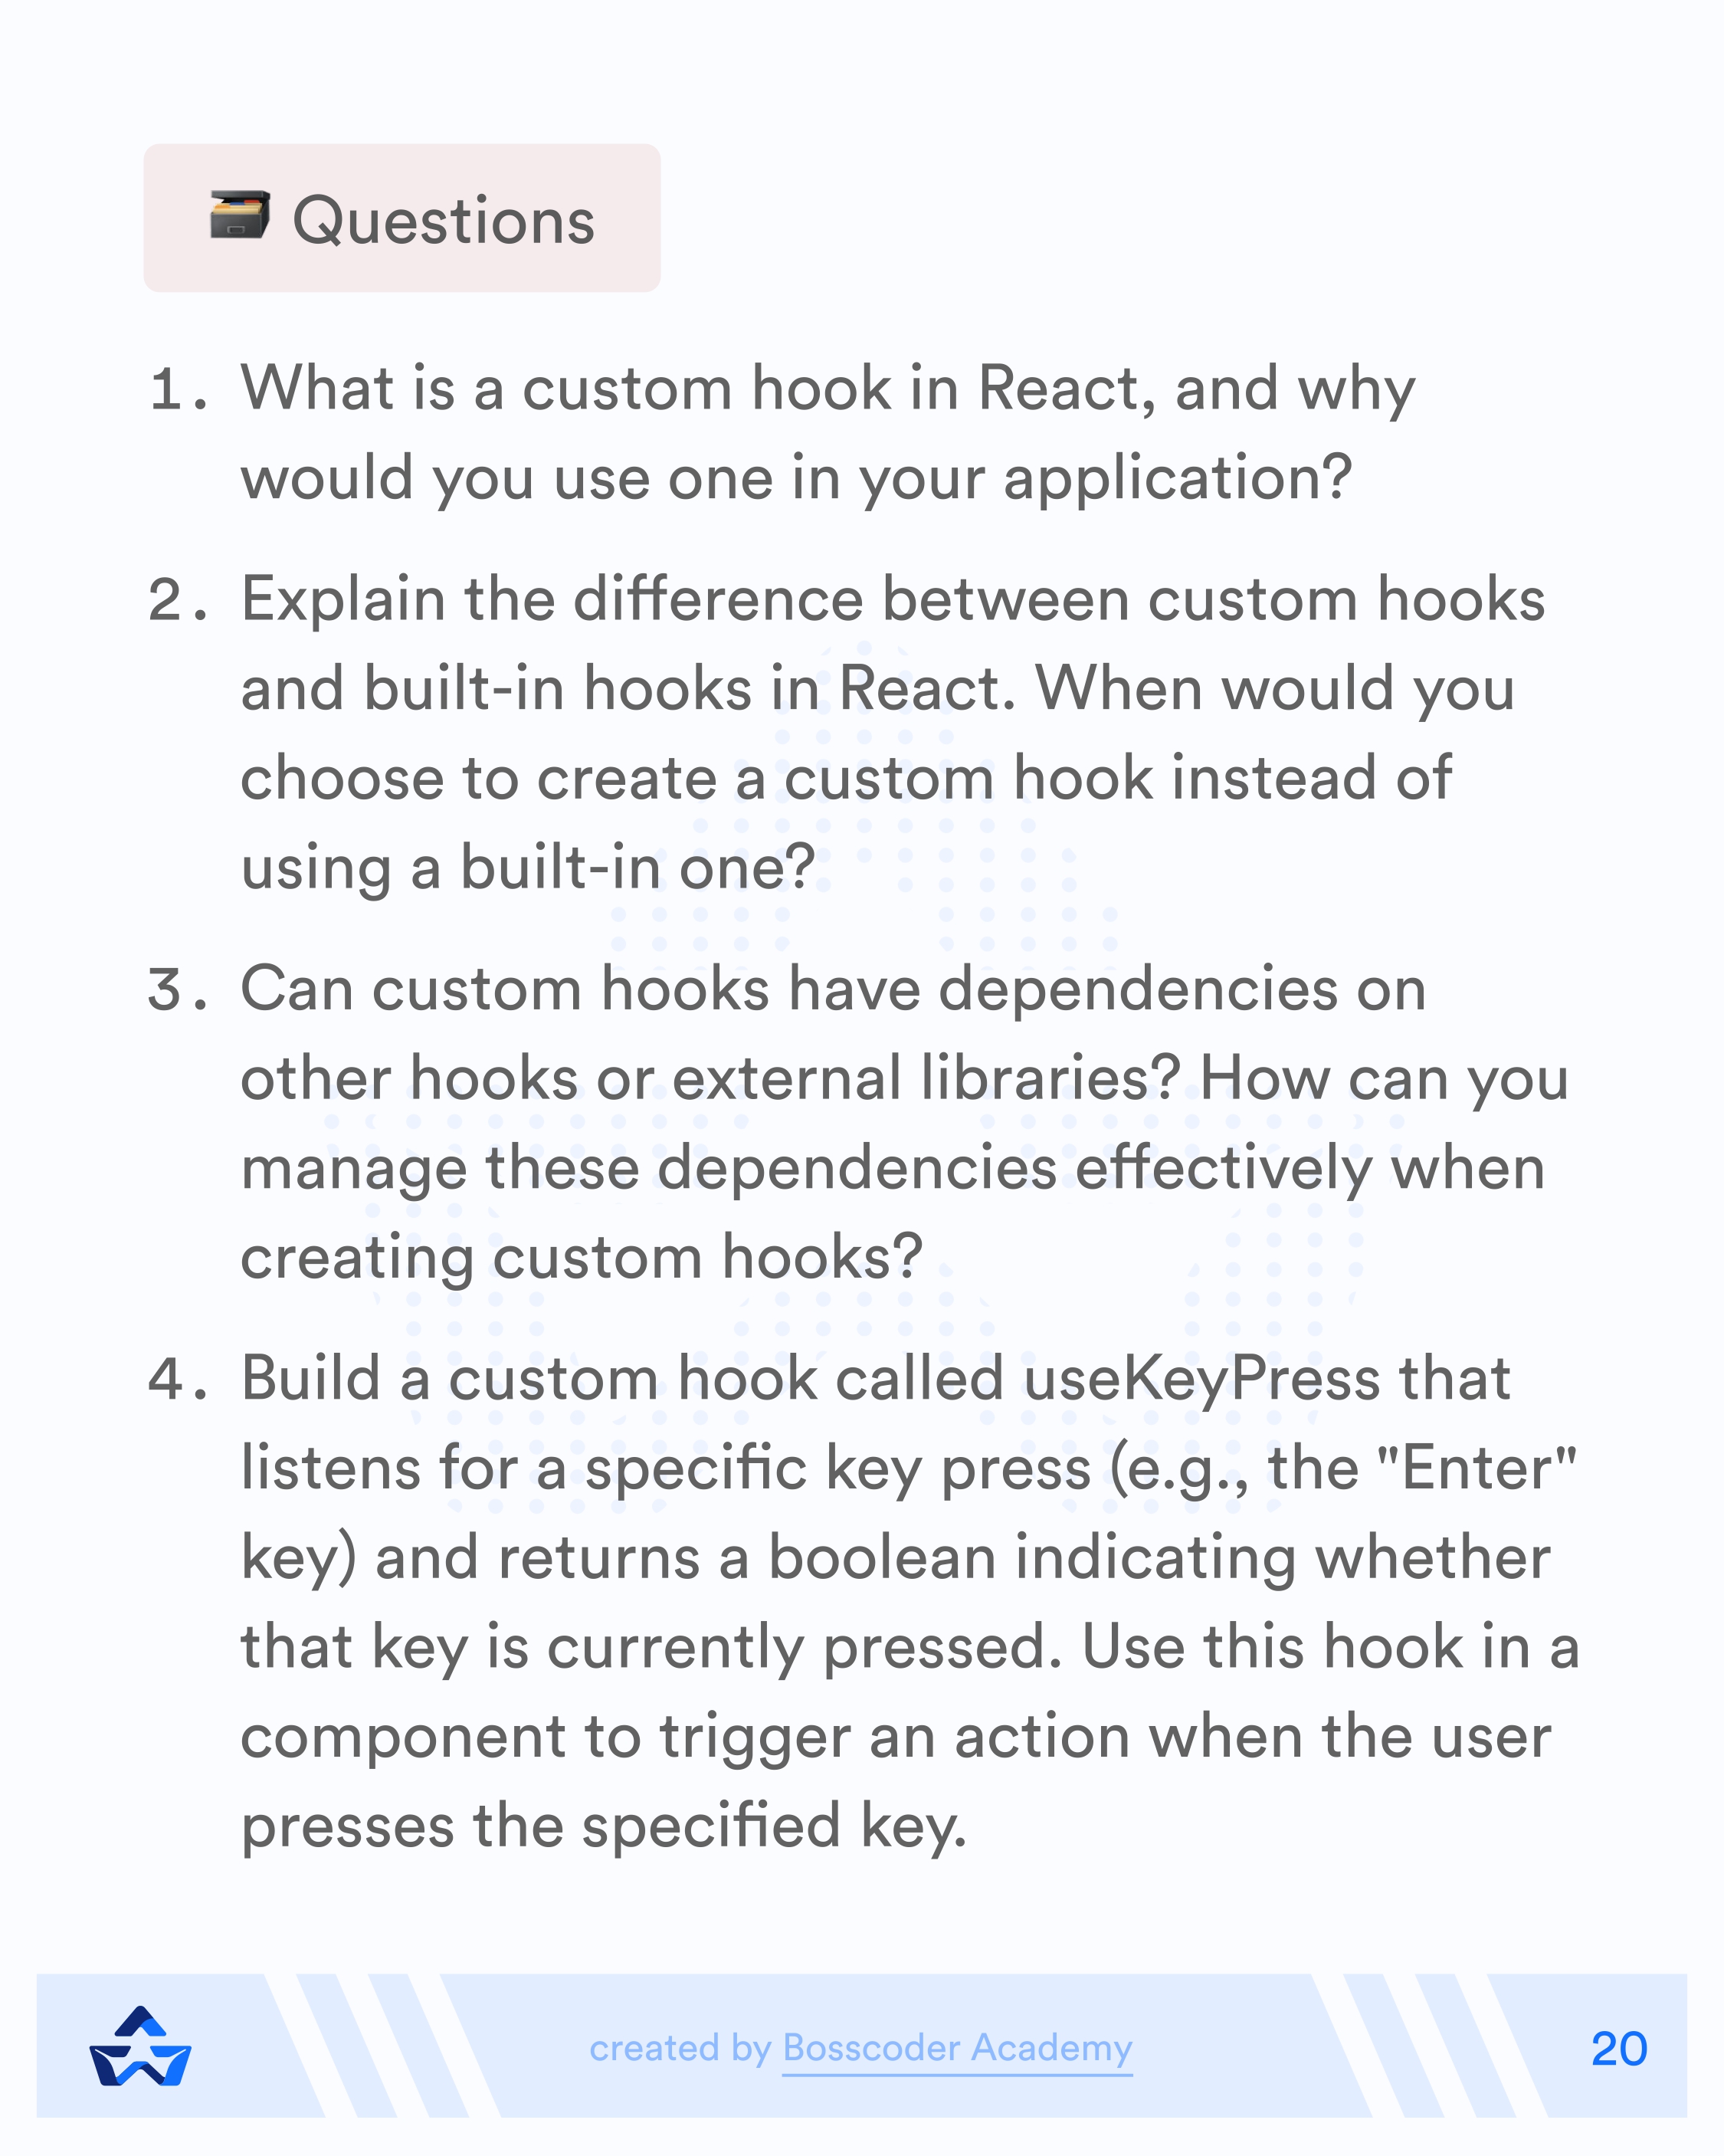 Questions
1. What is a custom hook in React, and why
would you use one in your application?
2. Explain the difference between custom hooks
and built-in hooks in React. When would you
choose to create a custom hook instead of
using a built-in one?
3. Can custom hooks have dependencies on
other hooks or external libraries? How can you
manage these dependencies effectively when
creating custom hooks?
4. Build a custom hook called useKeyPress that
listens for a specific key press (e.g., the "Enter"
key) and returns a boolean indicating whether
that key is currently pressed. Use this hook in a
component to trigger an action when the user
presses the specified key.
created by Bosscoder Academy
20